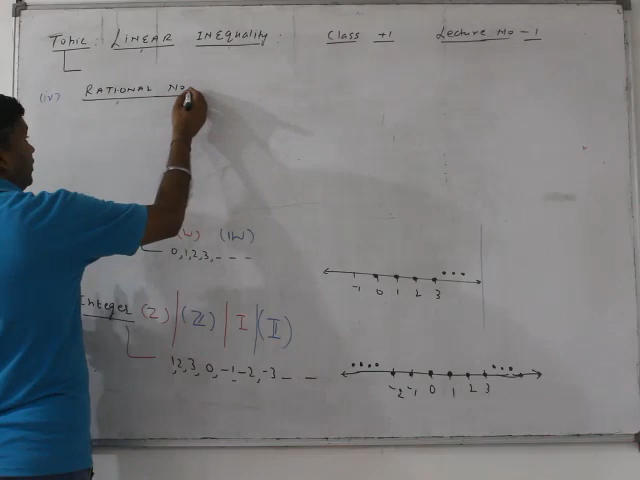 Topic: LINEAR INEquality. Class +1 Lecture No - 1
(iv) RATIONAL No
(W) (W)
0,1,2,3,- - -
-1 0 1 2 3
Integer (Z) | (Z) | I | (I)
1,2,3, 0, -1, -2, -3 - - -
-2 -1 0 1 2 3